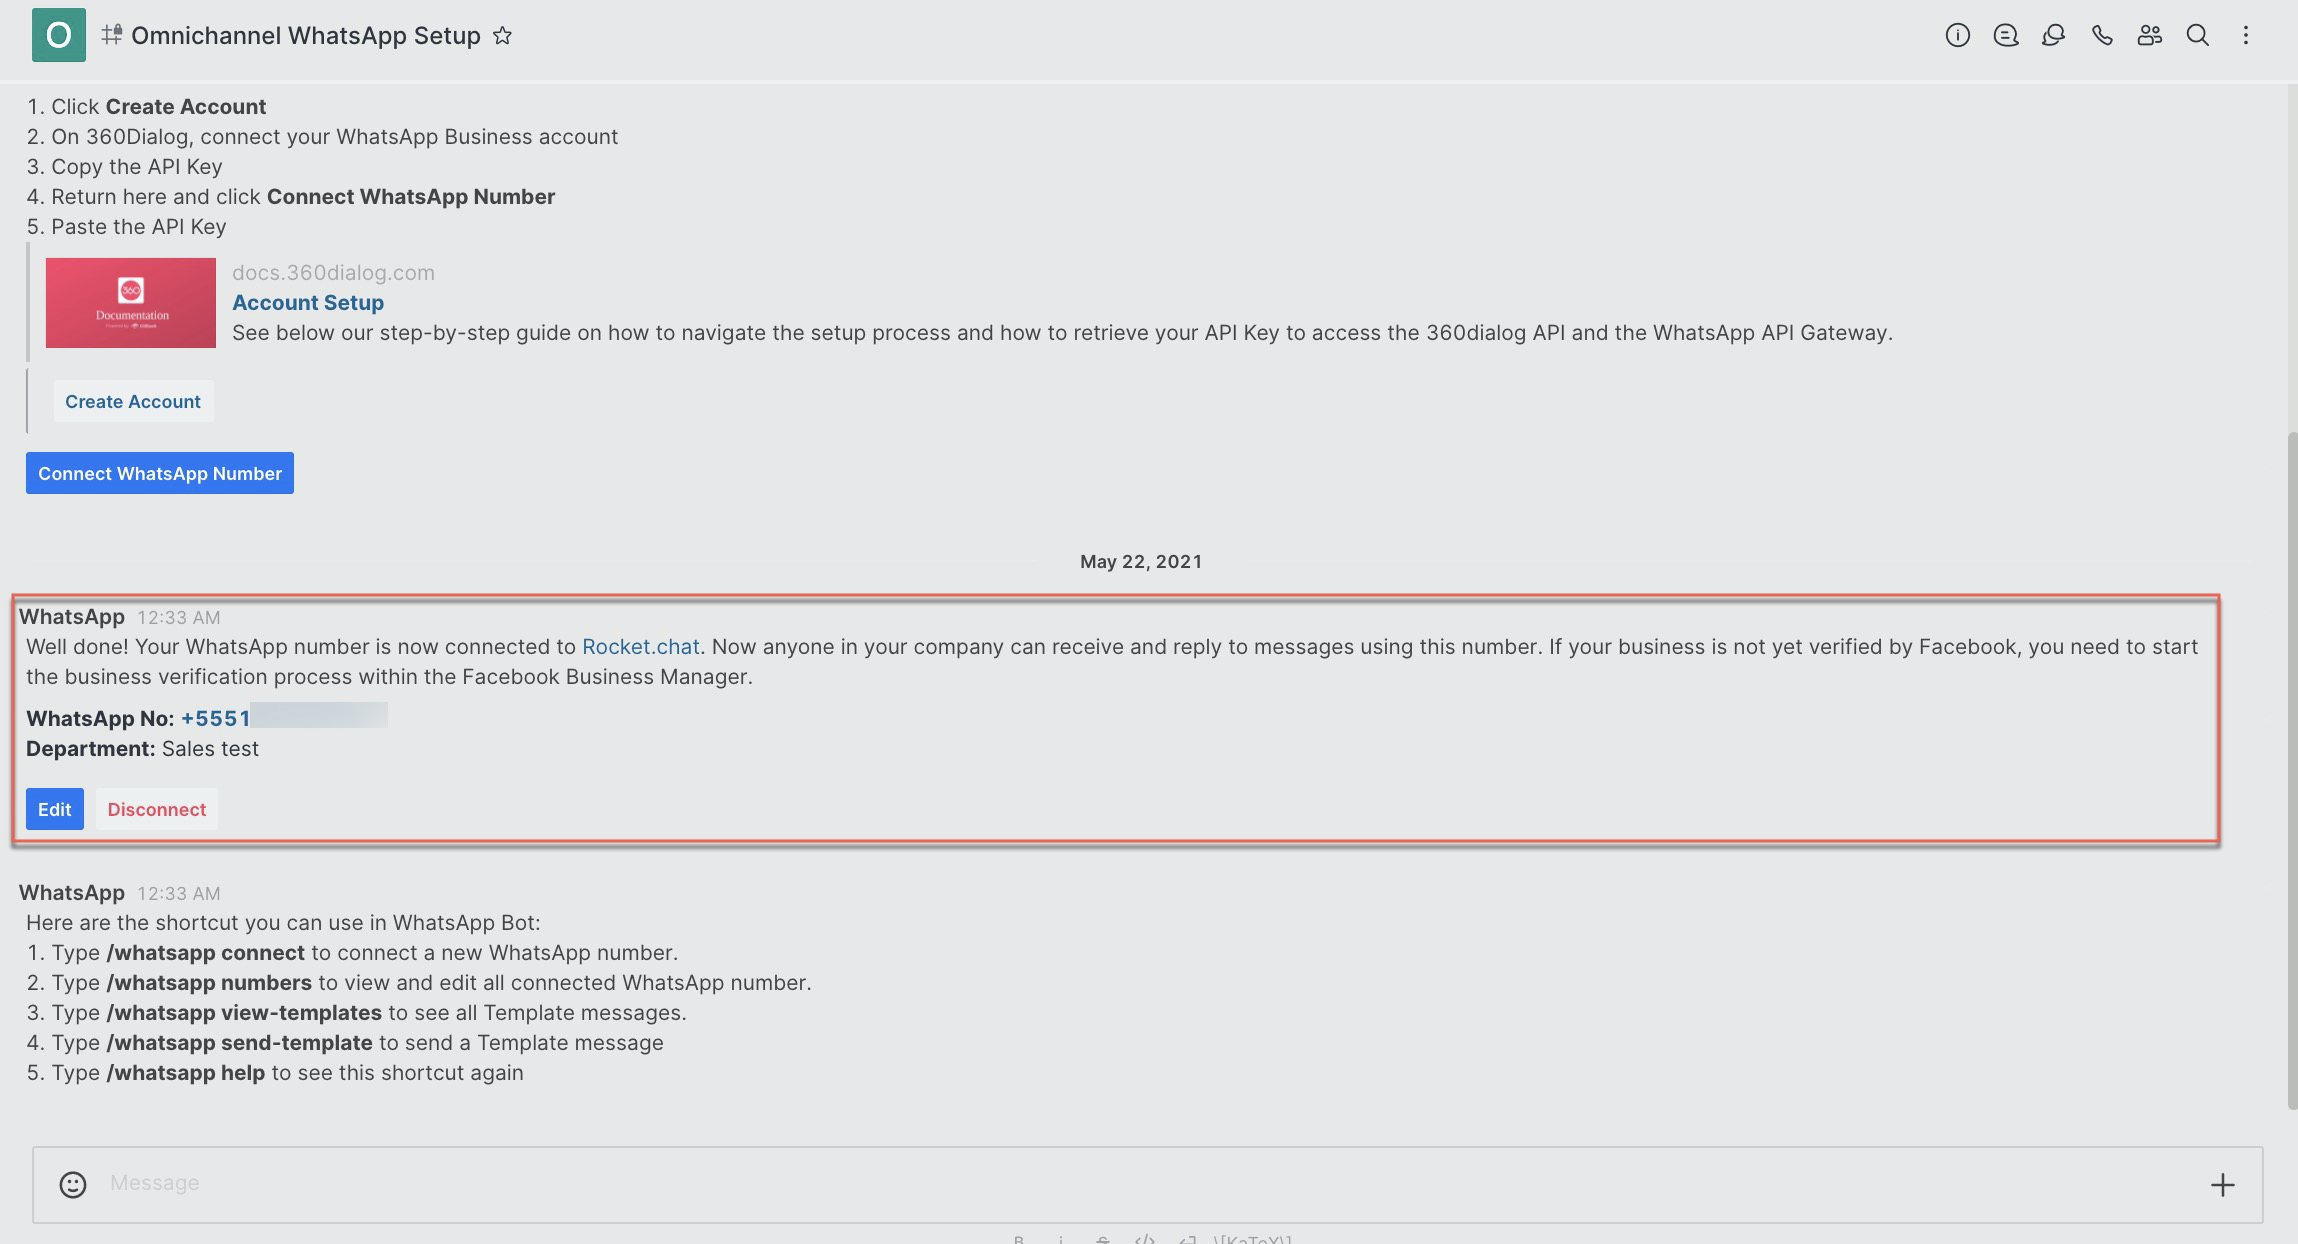 O Omnichannel WhatsApp Setup
1. Click Create Account
2. On 360Dialog, connect your WhatsApp Business account
3. Copy the API Key
4. Return here and click Connect WhatsApp Number
5. Paste the API Key
360
Documentation
docs.360dialog.com
Account Setup
See below our step-by-step guide on how to navigate the setup process and how to retrieve your API Key to access the 360dialog API and the WhatsApp API Gateway.
Create Account
Connect WhatsApp Number
May 22, 2021
WhatsApp 12:33 AM
Well done! Your WhatsApp number is now connected to Rocket.chat. Now anyone in your company can receive and reply to messages using this number. If your business is not yet verified by Facebook, you need to start
the business verification process within the Facebook Business Manager.
WhatsApp No: +5551
Department: Sales test
Edit Disconnect
WhatsApp 12:33 AM
Here are the shortcut you can use in WhatsApp Bot:
1. Type /whatsapp connect to connect a new WhatsApp number.
2. Type /whatsapp numbers to view and edit all connected WhatsApp number.
3. Type /whatsapp view-templates to see all Template messages.
4. Type /whatsapp send-template to send a Template message
5. Type /whatsapp help to see this shortcut again
Message
B i S </> \[KaTeX\]